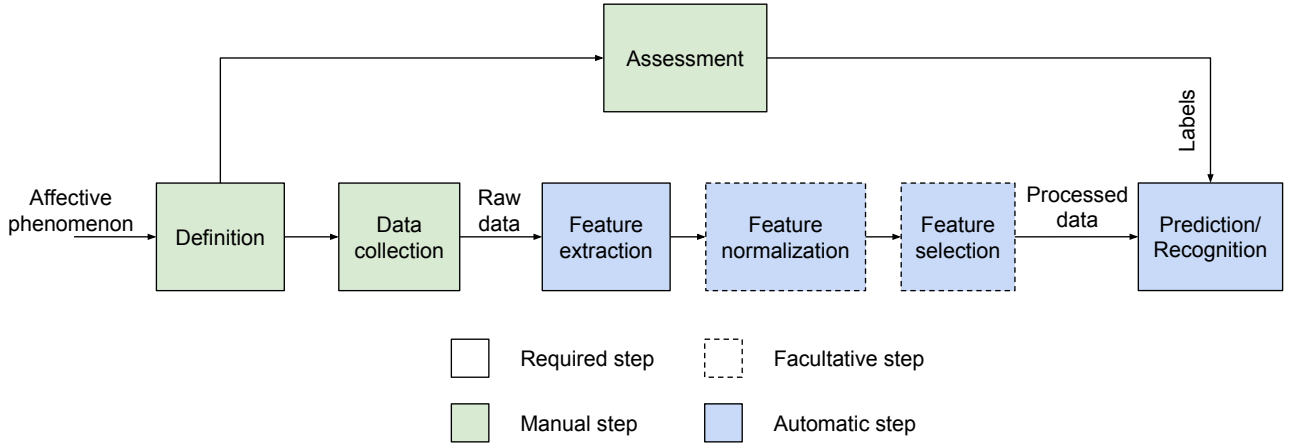 Assessment
Labels
Affective
phenomenon
Definition
Data
collection
Raw
data
Feature
extraction
Feature
normalization
Feature
selection
Processed
data
Prediction/
Recognition
Required step
Facultative step
Manual step
Automatic step